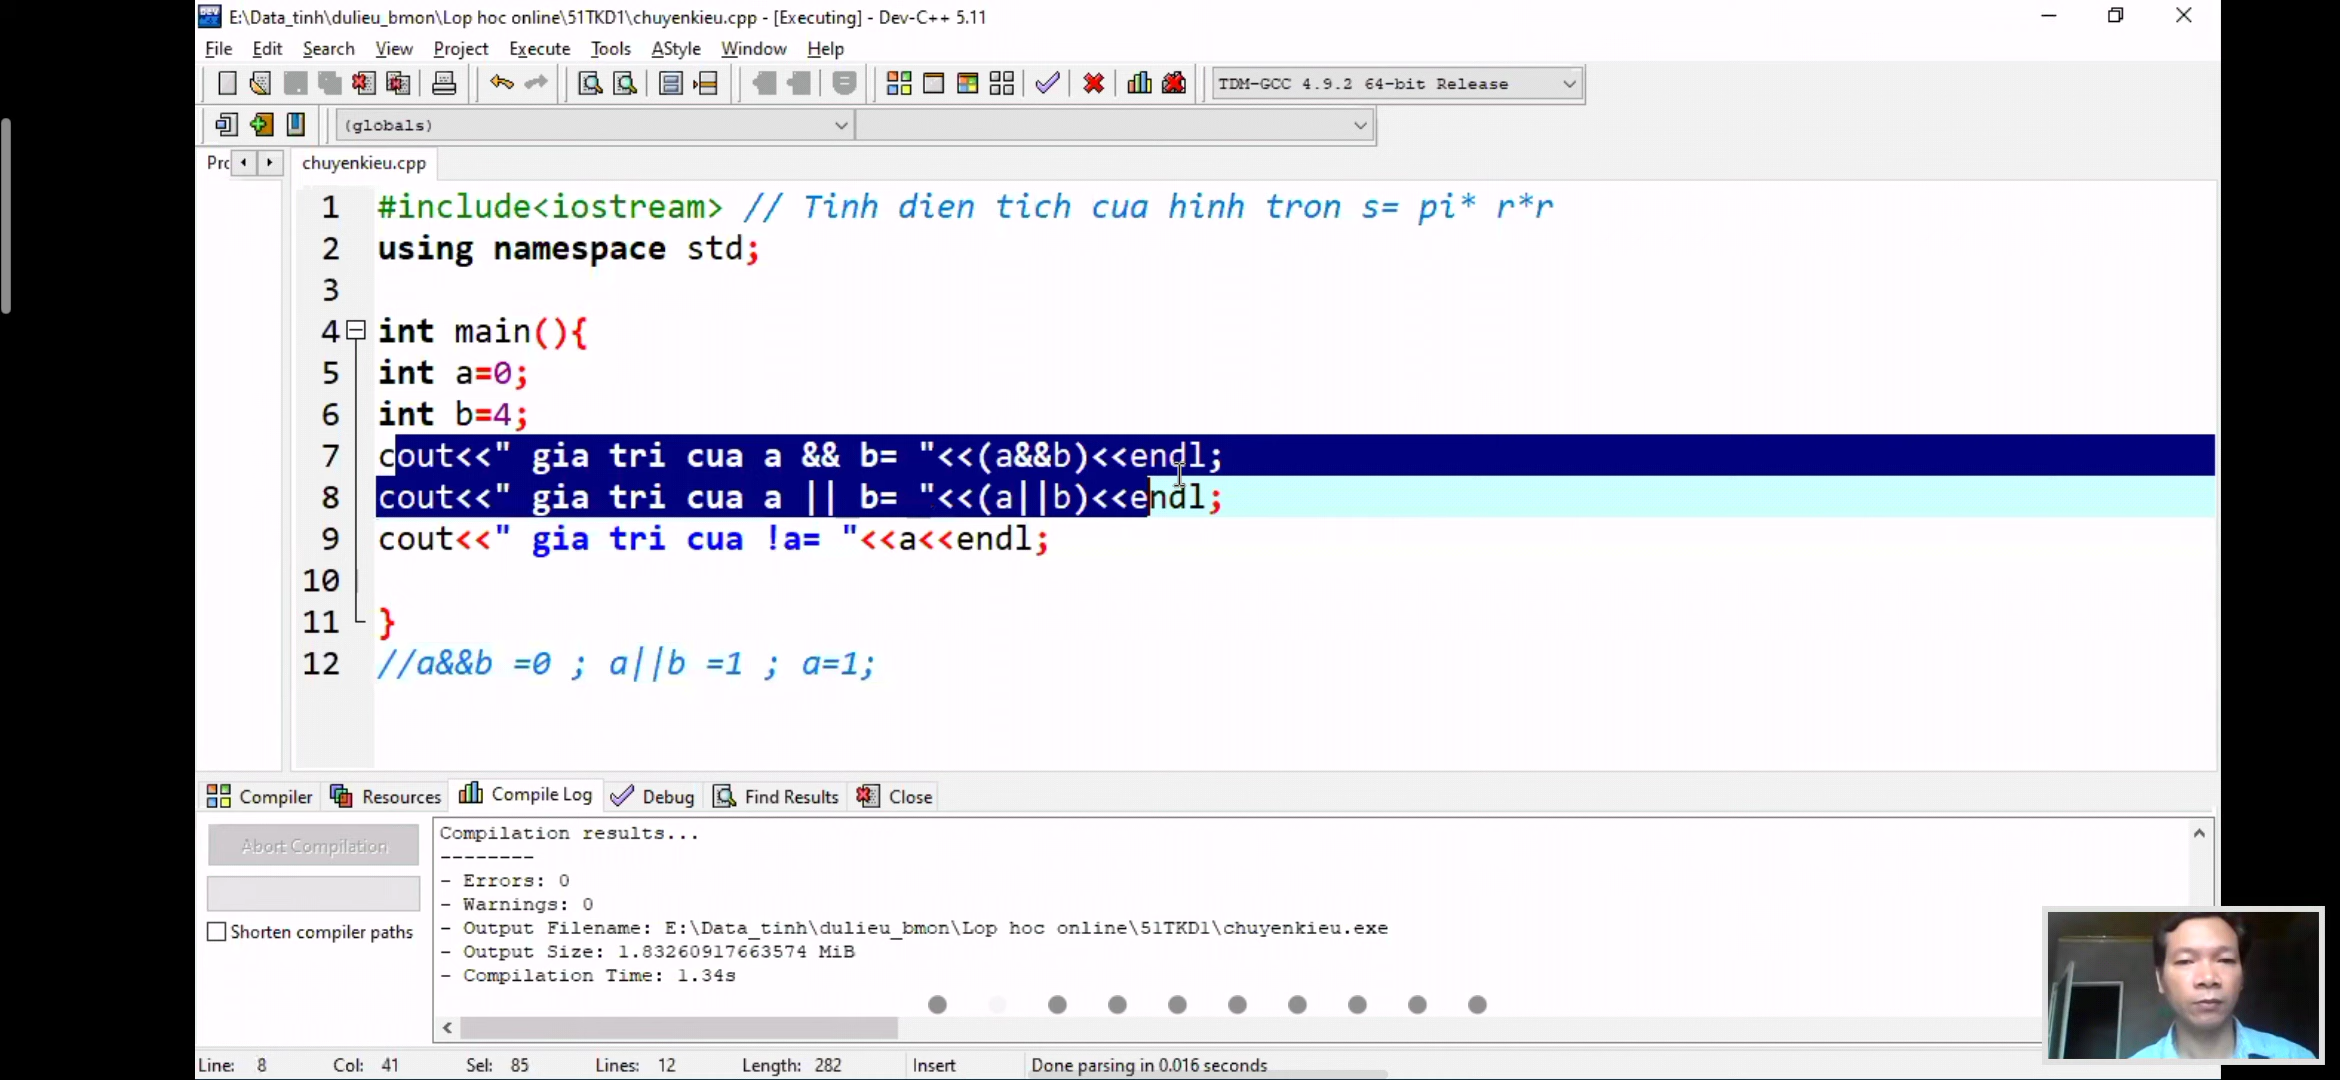 E:\Data_tinh\dulieu_bmon\Lop hoc online\51TKD1\chuyenkieu.cpp - [Executing] - Dev-C++ 5.11
File Edit Search View Project Execute Tools AStyle Window Help
TDM-GCC 4.9.2 64-bit Release
(globals)
Prc chuyenkieu.cpp
1 #include<iostream> // Tinh dien tich cua hinh tron s= pi* r*r
2 using namespace std;
3
4 int main(){
5 int a=0;
6 int b=4;
7 cout<<" gia tri cua a && b= "<<(a&&b)<<endl;
8 cout<<" gia tri cua a || b= "<<(a||b)<<endl;
9 cout<<" gia tri cua !a= "<<a<<endl;
10
11 }
12 //a&&b =0 ; a||b =1 ; a=1;
Compiler Resources Compile Log Debug Find Results Close
Abort Compilation
Shorten compiler paths
Compilation results...
--------
- Errors: 0
- Warnings: 0
- Output Filename: E:\Data_tinh\dulieu_bmon\Lop hoc online\51TKD1\chuyenkieu.exe
- Output Size: 1.83260917663574 MiB
- Compilation Time: 1.34s
Line: 8 Col: 41 Sel: 85 Lines: 12 Length: 282 Insert Done parsing in 0.016 seconds